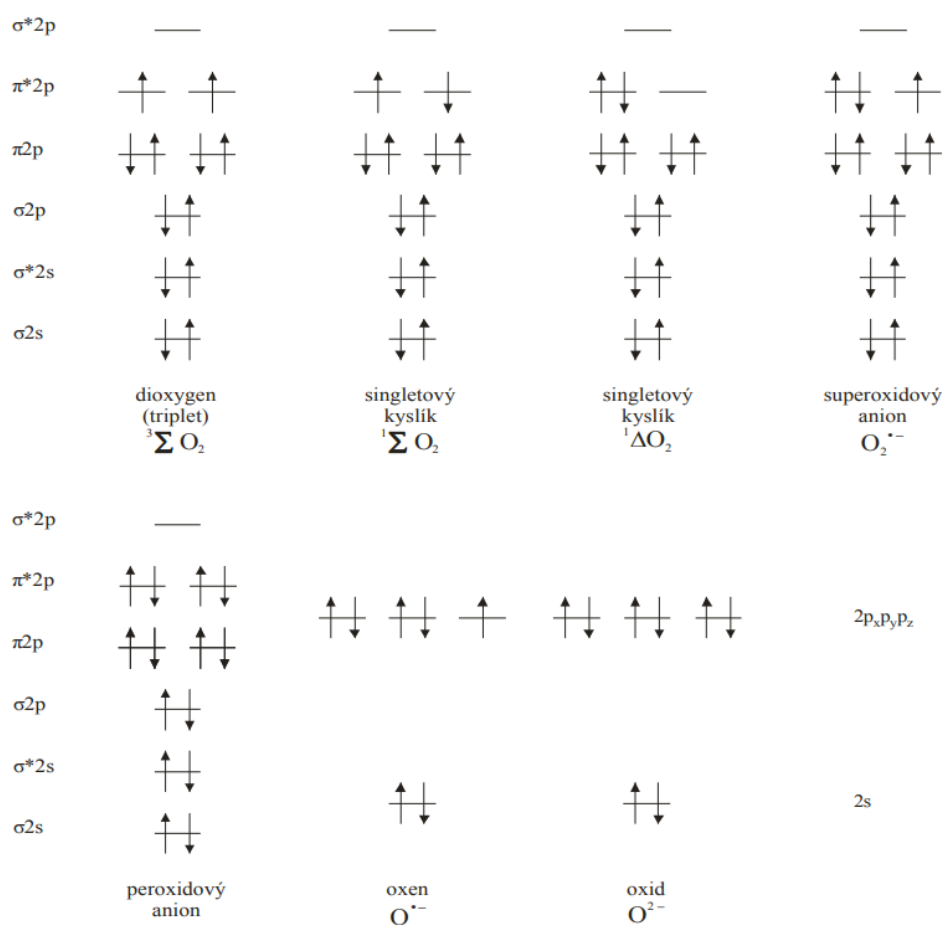 σ*2p
π*2p
π2p
σ2p
σ*2s
σ2s
dioxygen
(triplet)
³Σ O₂
singletový
kyslík
¹Σ O₂
singletový
kyslík
¹ΔO₂
superoxidový
anion
O₂•−
σ*2p
π*2p
π2p
σ2p
σ*2s
σ2s
2pₓpᵧp_z
2s
peroxidový
anion
oxen
O•−
oxid
O²⁻